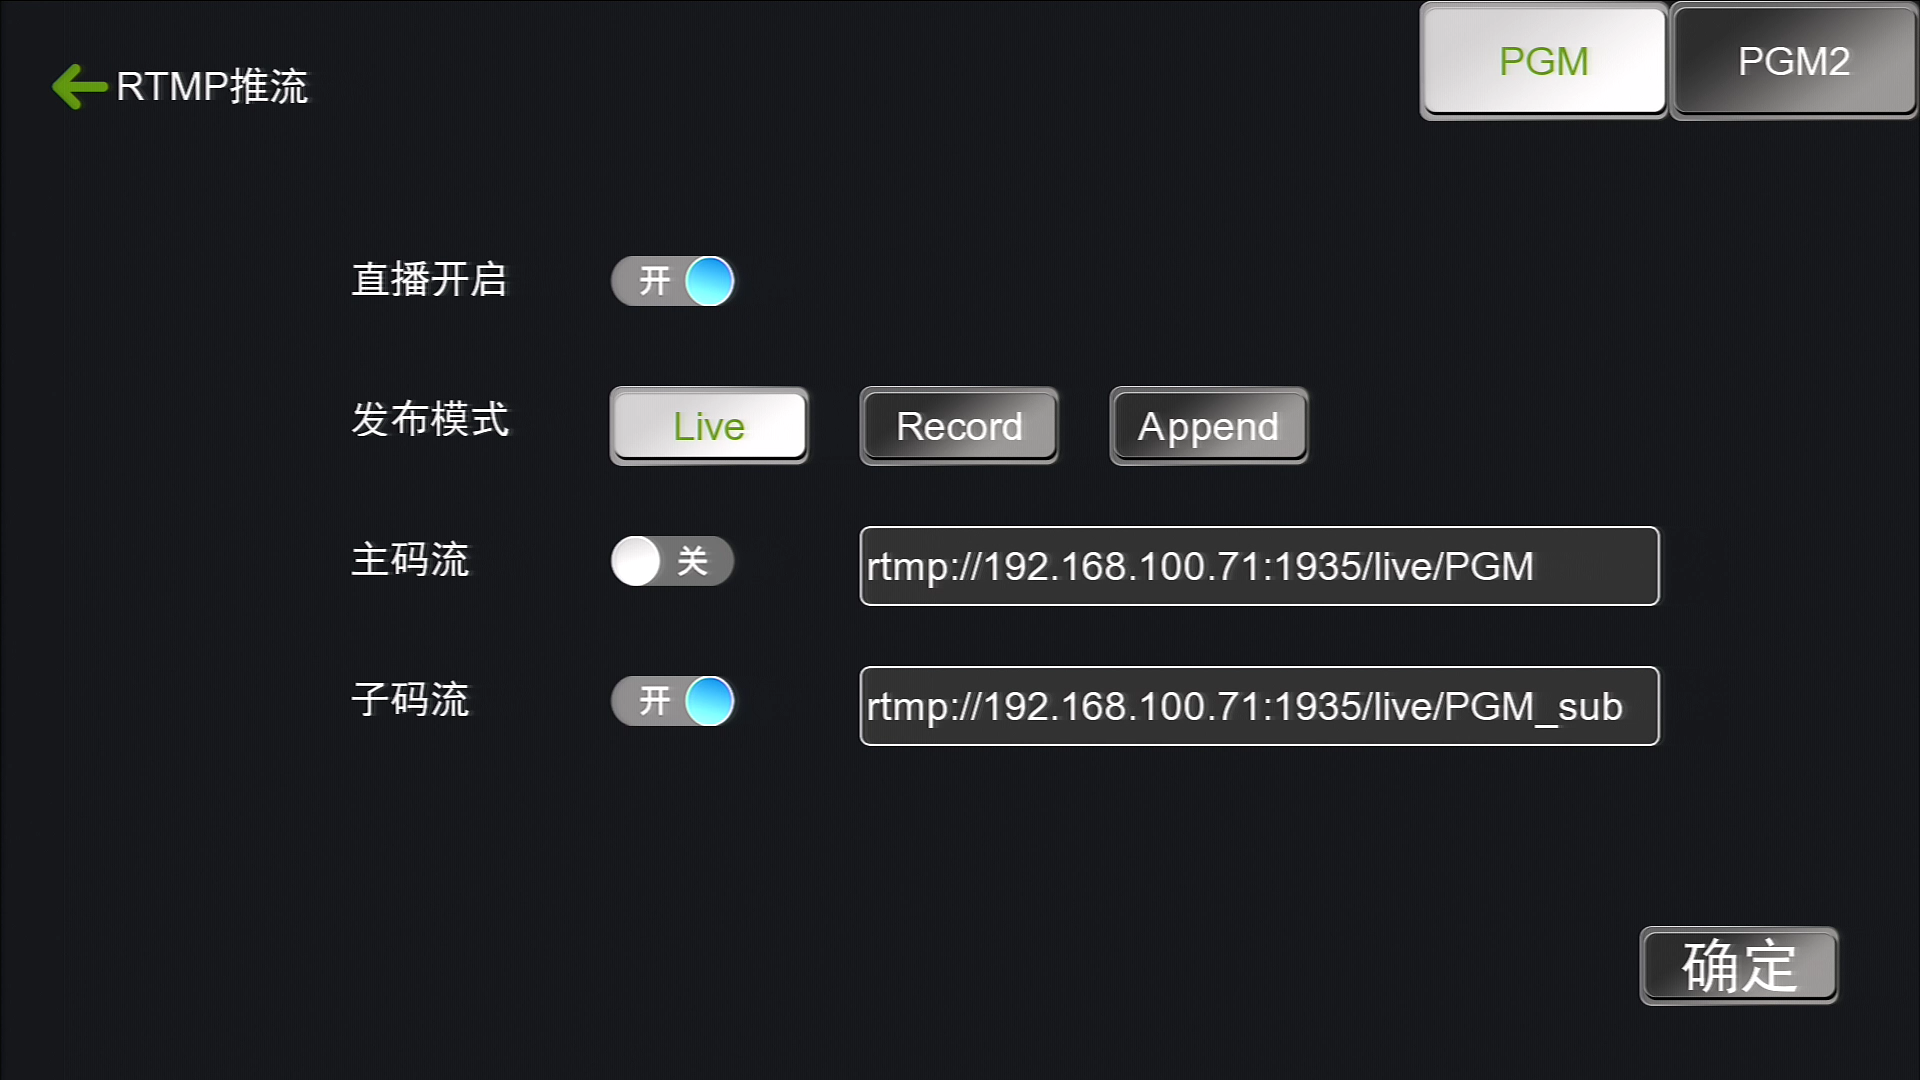 RTMP推流
PGM
PGM2
直播开启
开
发布模式
Live
Record
Append
主码流
关
rtmp://192.168.100.71:1935/live/PGM
子码流
开
rtmp://192.168.100.71:1935/live/PGM_sub
确定